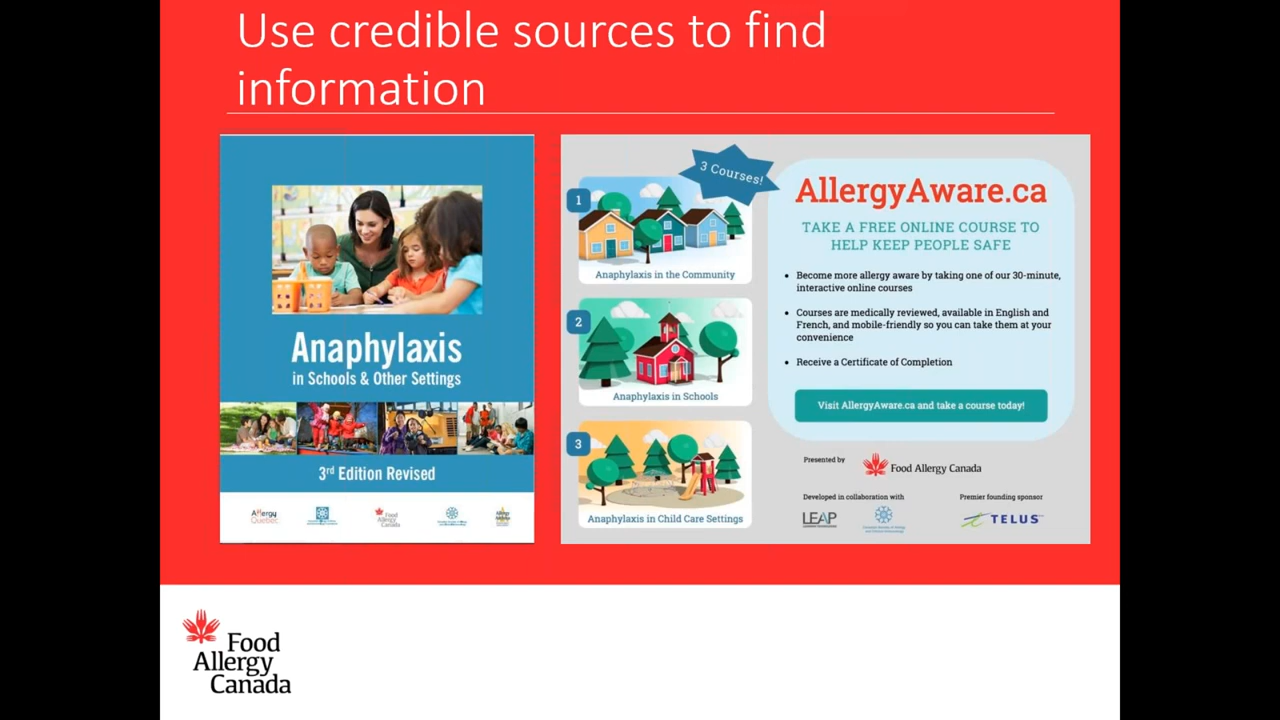 Use credible sources to find
information
Anaphylaxis
in Schools & Other Settings
3rd Edition Revised
Allergy
Québec
Food
Allergy
Canada
3 Courses!
1
Anaphylaxis in the Community
2
Anaphylaxis in Schools
3
Anaphylaxis in Child Care Settings
AllergyAware.ca
TAKE A FREE ONLINE COURSE TO
HELP KEEP PEOPLE SAFE
• Become more allergy aware by taking one of our 30-minute,
interactive online courses
• Courses are medically reviewed, available in English and
French, and mobile-friendly so you can take them at your
convenience
• Receive a Certificate of Completion
Visit AllergyAware.ca and take a course today!
Presented by
Food Allergy Canada
Developed in collaboration with
Premier founding sponsor
LEAP
TELUS
Food
Allergy
Canada